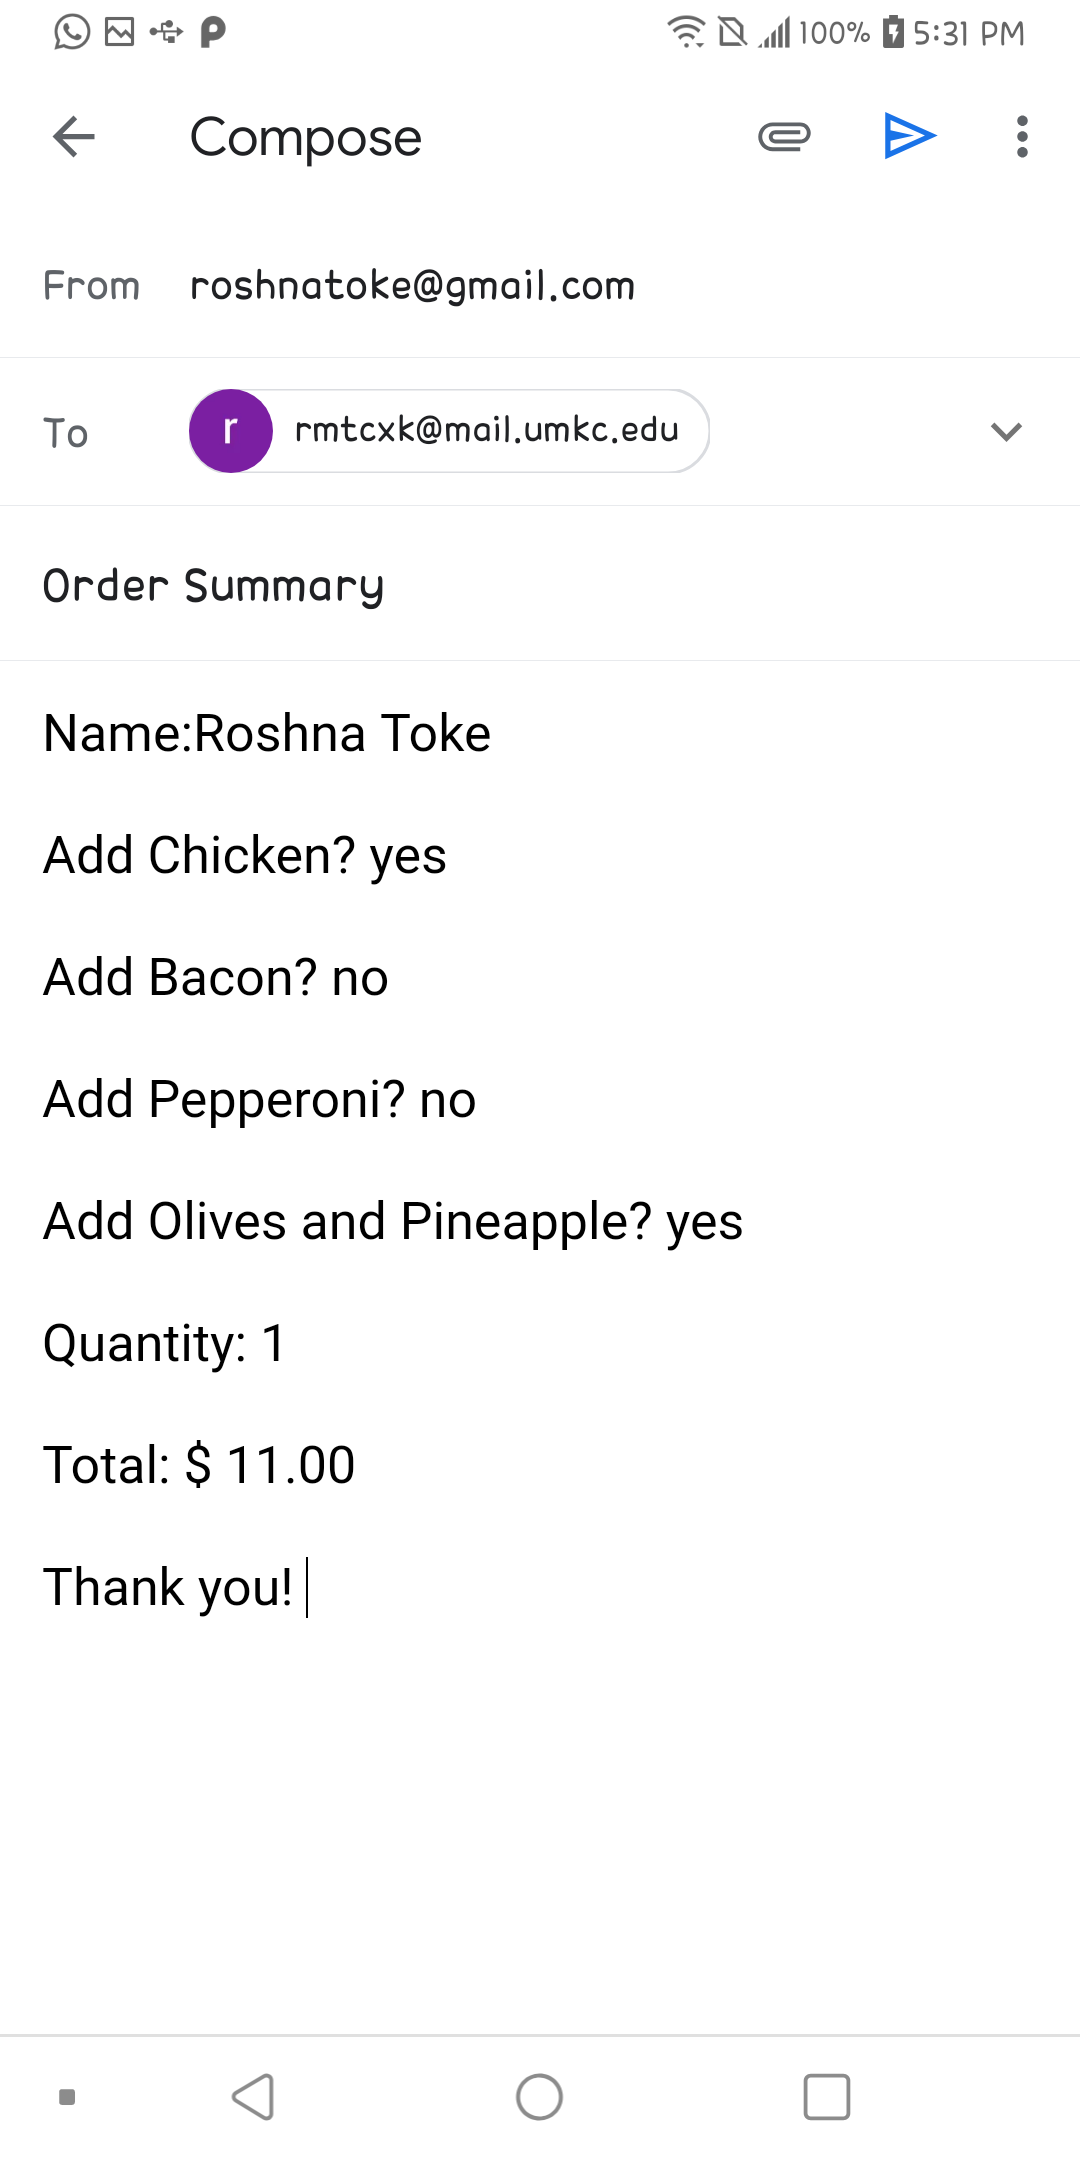 100% 5:31 PM
Compose
From roshnatoke@gmail.com
To r rmtcxk@mail.umkc.edu
Order Summary
Name:Roshna Toke
Add Chicken? yes
Add Bacon? no
Add Pepperoni? no
Add Olives and Pineapple? yes
Quantity: 1
Total: $ 11.00
Thank you!